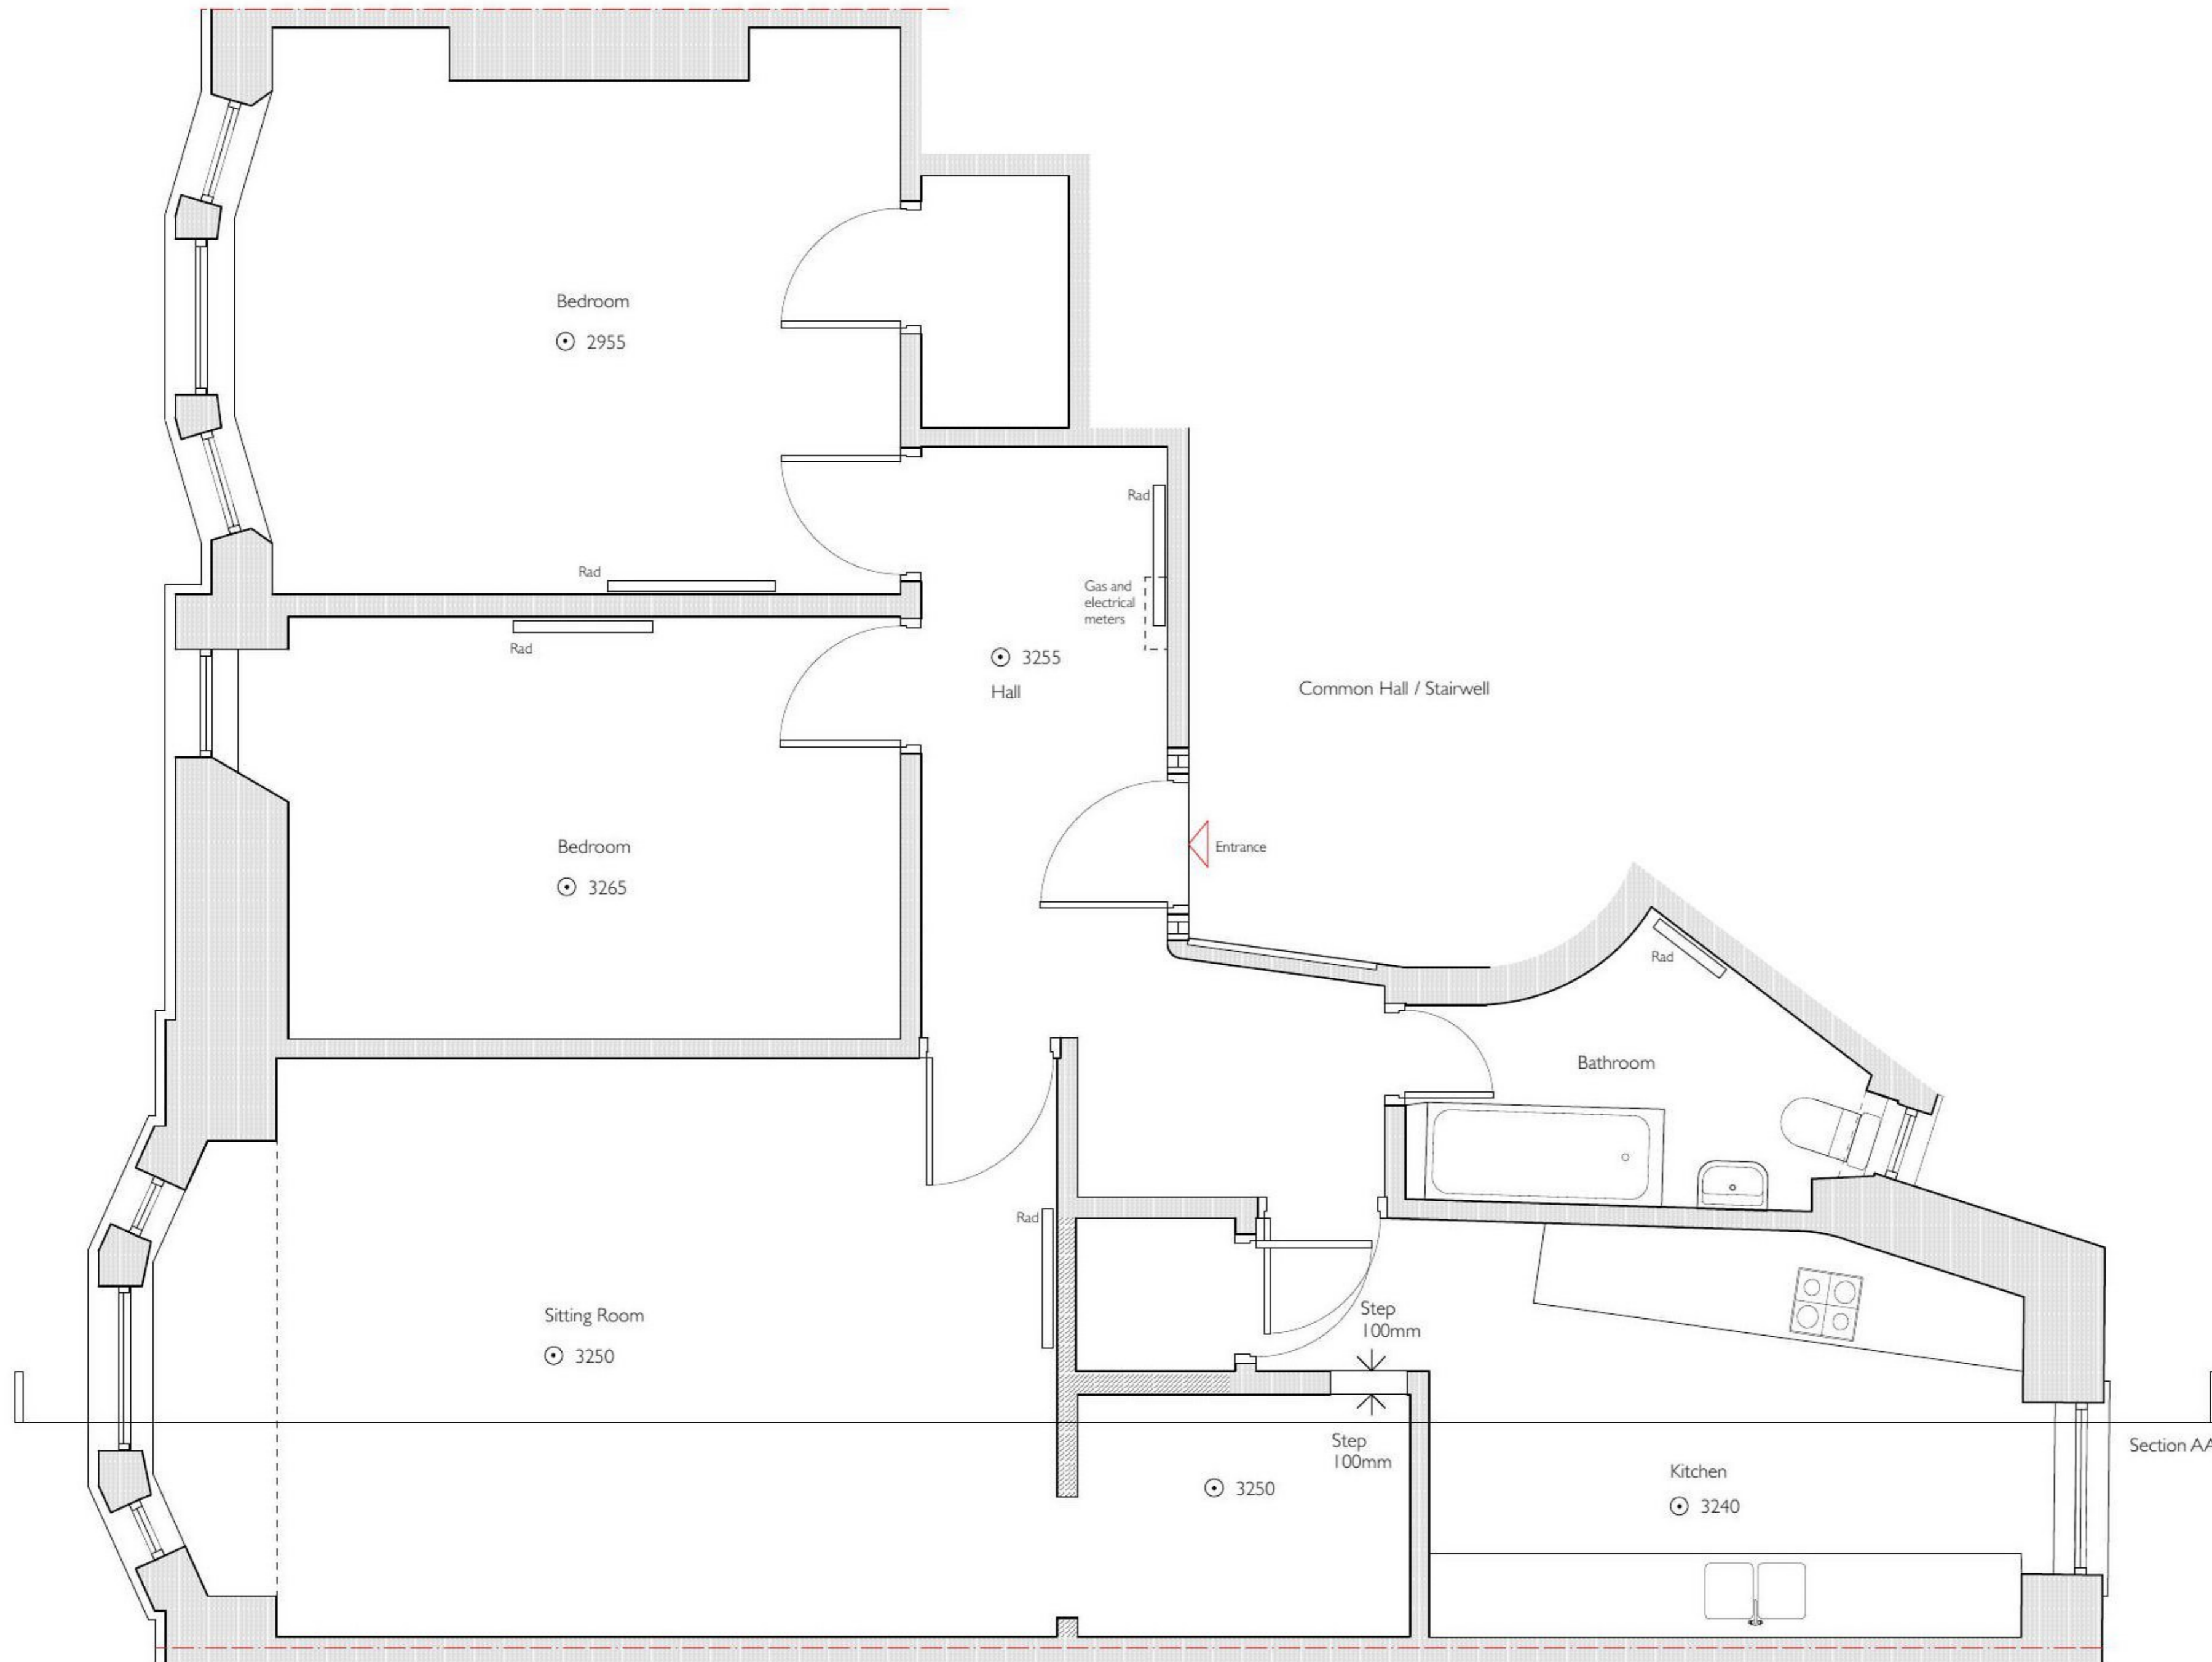 Bedroom
2955
Rad
Rad
Gas and
electrical
meters
Rad
3255
Hall
Common Hall / Stairwell
Bedroom
3265
Entrance
Rad
Bathroom
Rad
Sitting Room
3250
Step
100mm
Step
100mm
3250
Kitchen
3240
Section AA